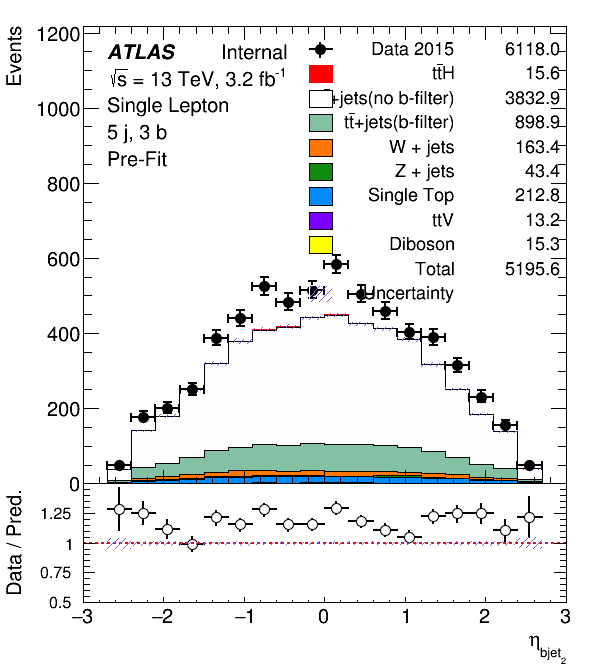 Events
1200
1000
800
600
400
200
0
ATLAS Internal
√s = 13 TeV, 3.2 fb-1
Single Lepton
5 j, 3 b
Pre-Fit
Data 2015 6118.0
tt̄H 15.6
+jets(no b-filter) 3832.9
tt̄+jets(b-filter) 898.9
W + jets 163.4
Z + jets 43.4
Single Top 212.8
ttV 13.2
Diboson 15.3
Total 5195.6
Uncertainty
Data / Pred.
1.25
1
0.75
0.5
−3 −2 −1 0 1 2 3
η bjet 2